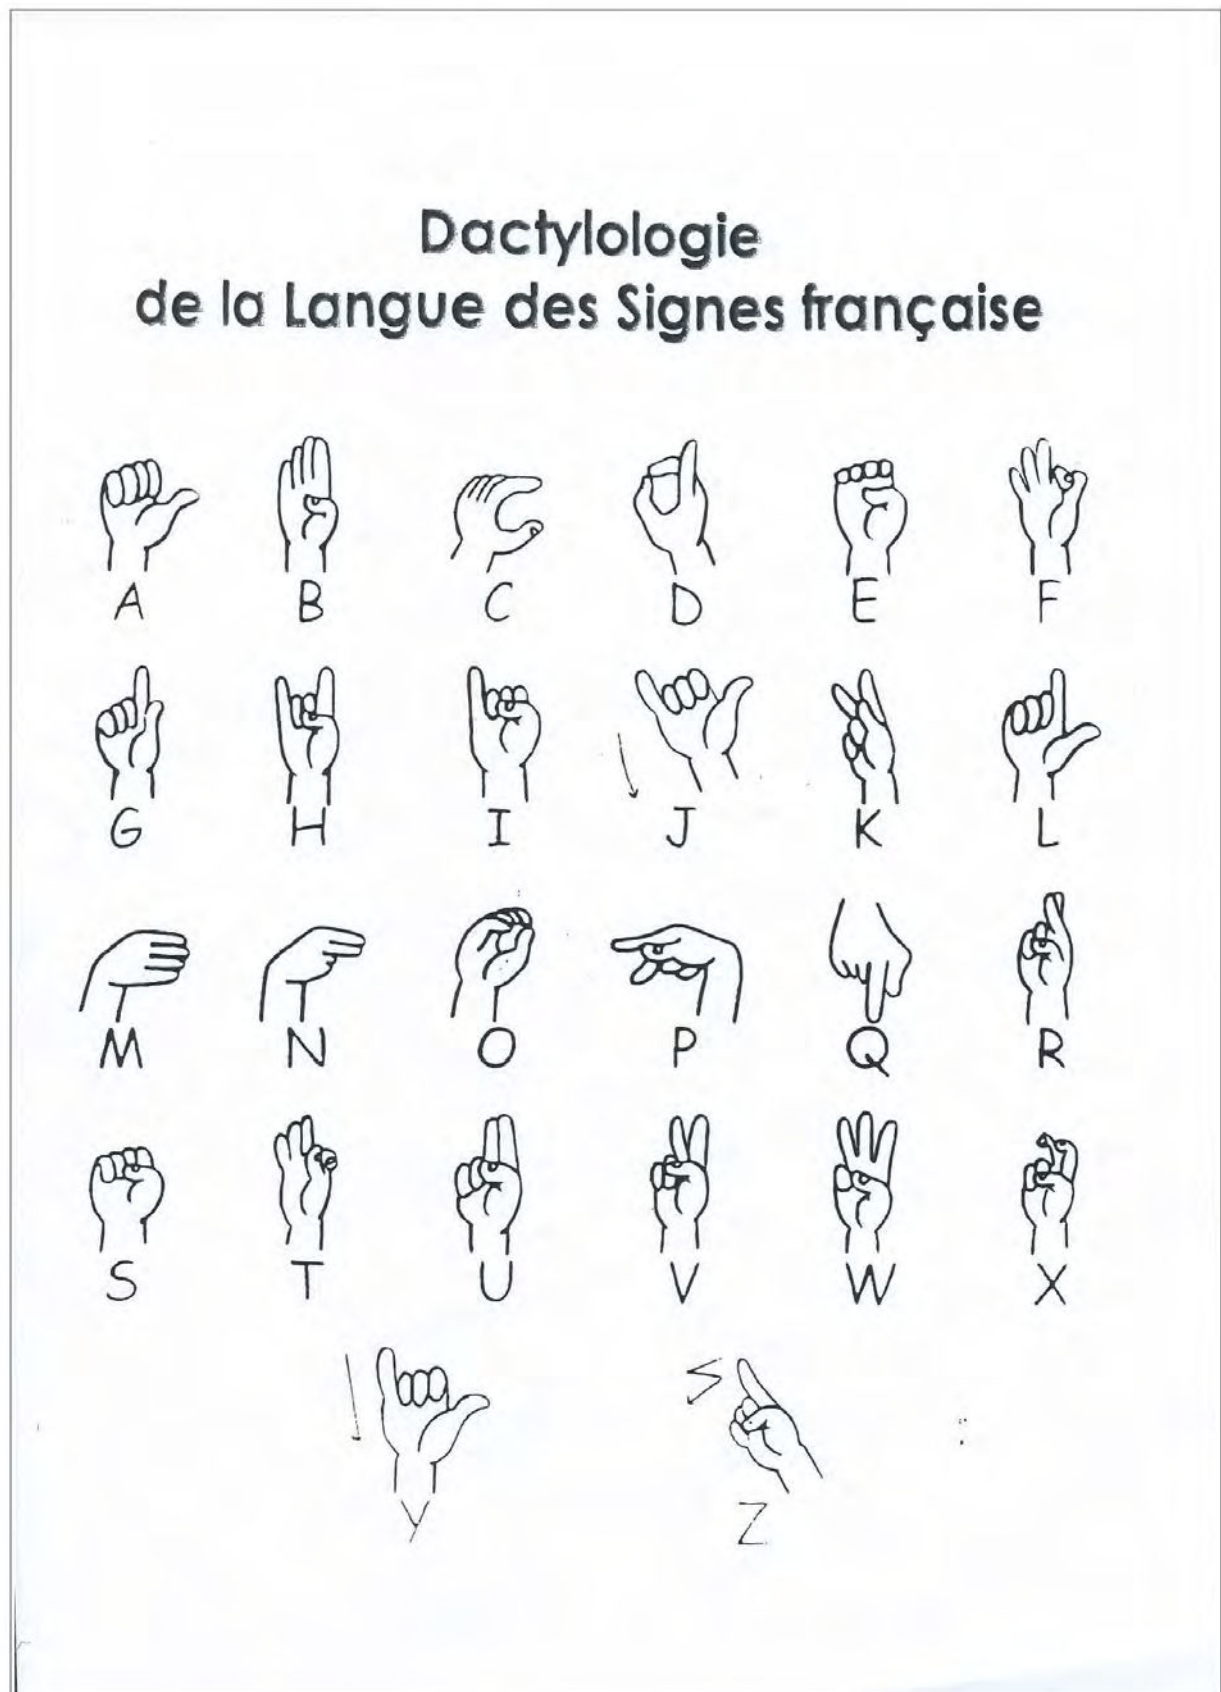 Dactylologie
de la Langue des Signes française
A B C D E F
G H I J K L
M N O P Q R
S T U V W X
Y Z